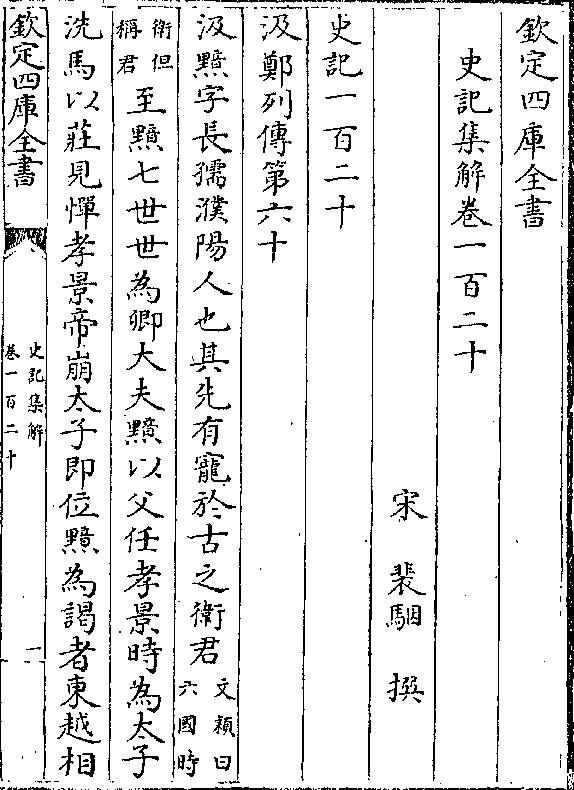 欽定四庫全書
史記集解卷一百二十
宋 裴駰 撰
史記一百二十
汲鄭列傳第六十
汲黯字長孺濮陽人也其先有寵於古之衛君文穎曰六國時
衛但稱君至黯七世世為卿大夫黯以父任孝景時為太子
洗馬以莊見憚孝景帝崩太子即位黯為謁者東越相
欽定四庫全書
史記集解
卷一百二十
一